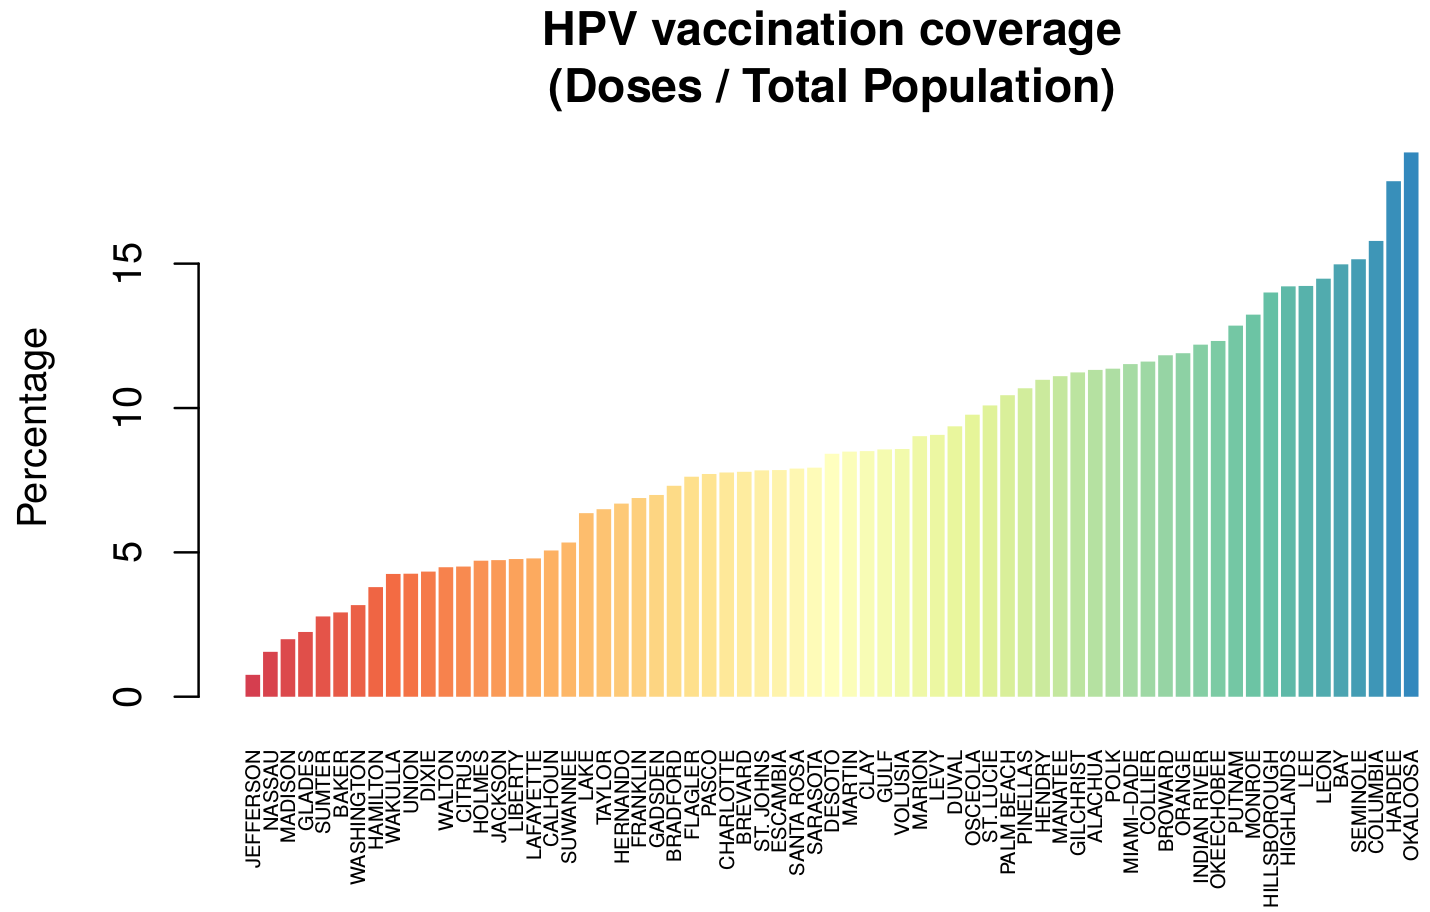 HPV vaccination coverage
(Doses / Total Population)
Percentage
15
10
5
0
JEFFERSON
NASSAU
MADISON
GLADES
SUMTER
BAKER
WASHINGTON
HAMILTON
WAKULLA
UNION
DIXIE
WALTON
CITRUS
HOLMES
JACKSON
LIBERTY
LAFAYETTE
CALHOUN
SUWANNEE
LAKE
TAYLOR
HERNANDO
FRANKLIN
GADSDEN
BRADFORD
FLAGLER
PASCO
CHARLOTTE
BREVARD
ST. JOHNS
ESCAMBIA
SANTA ROSA
SARASOTA
DESOTO
MARTIN
CLAY
GULF
VOLUSIA
MARION
LEVY
DUVAL
OSCEOLA
ST. LUCIE
PALM BEACH
PINELLAS
HENDRY
MANATEE
GILCHRIST
ALACHUA
POLK
MIAMI−DADE
COLLIER
BROWARD
ORANGE
INDIAN RIVER
OKEECHOBEE
PUTNAM
MONROE
HILLSBOROUGH
HIGHLANDS
LEE
LEON
BAY
SEMINOLE
COLUMBIA
HARDEE
OKALOOSA